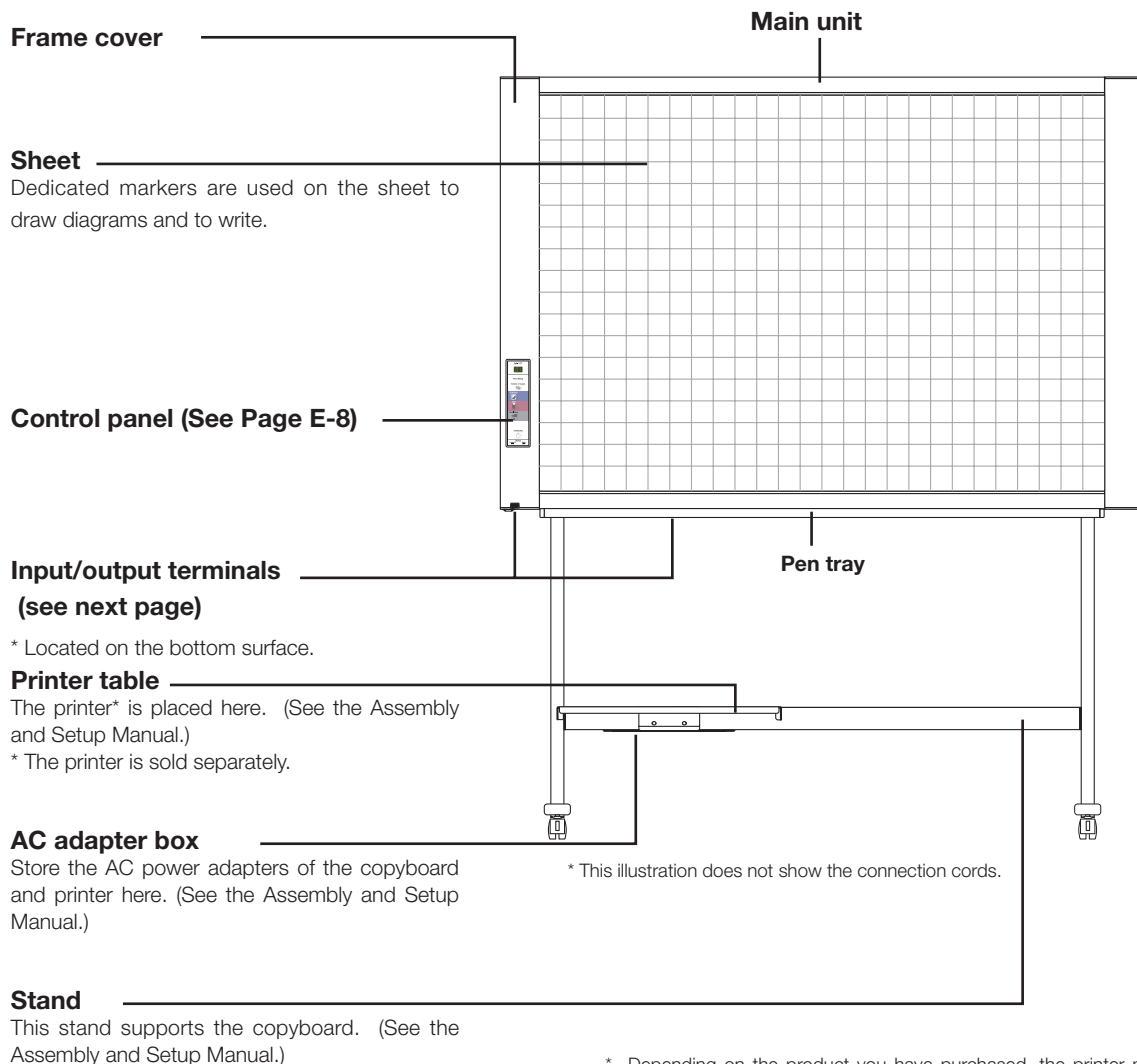 Main unit
Frame cover
Sheet
Dedicated markers are used on the sheet to
draw diagrams and to write.
Control panel (See Page E-8)
Pen tray
Input/output terminals
(see next page)
* Located on the bottom surface.
Printer table
The printer* is placed here. (See the Assembly
and Setup Manual.)
* The printer is sold separately.
AC adapter box
Store the AC power adapters of the copyboard
and printer here. (See the Assembly and Setup
Manual.)
* This illustration does not show the connection cords.
Stand
This stand supports the copyboard. (See the
Assembly and Setup Manual.)
* Depending on the product you have purchased, the printer